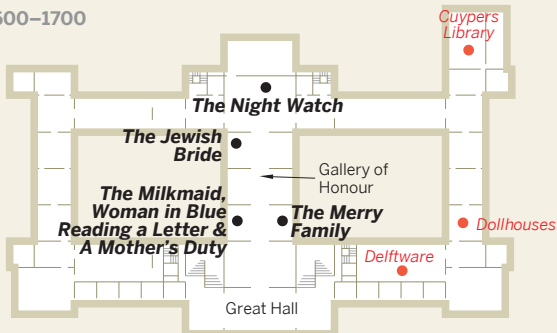 600–1700
Cuypers
Library
The Night Watch
The Jewish
Bride
Gallery of
Honour
The Milkmaid,
Woman in Blue
Reading a Letter &
A Mother's Duty
The Merry
Family
Dollhouses
Delftware
Great Hall